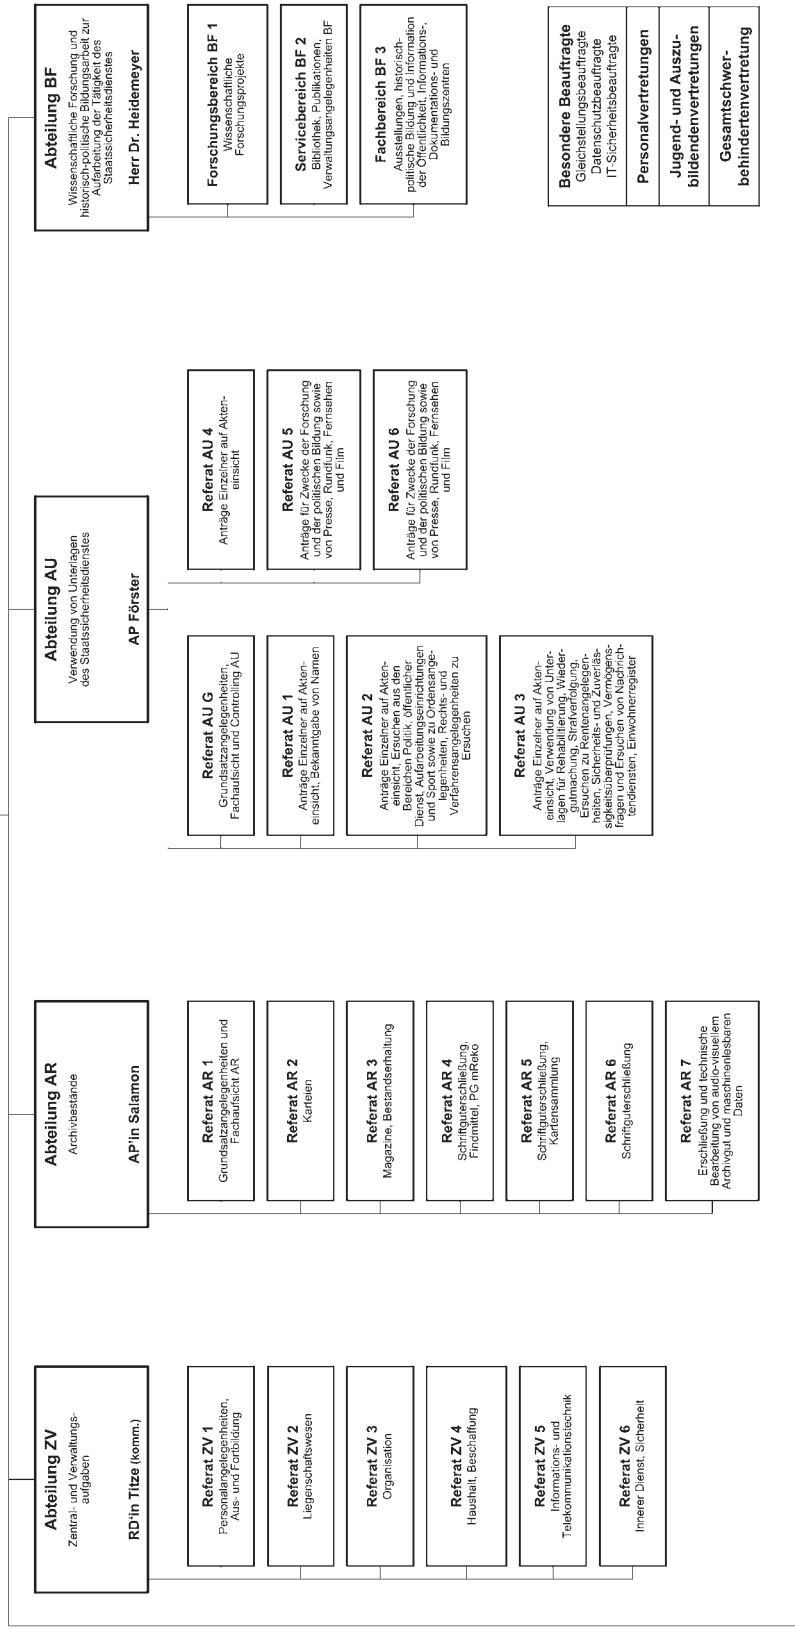 Abteilung ZV
Zentral- und Verwaltungs-
aufgaben
RD'in Titze (komm.)
Referat ZV 1
Personalangelegenheiten,
Aus- und Fortbildung
Referat ZV 2
Liegenschaftswesen
Referat ZV 3
Organisation
Referat ZV 4
Haushalt, Beschaffung
Referat ZV 5
Informations- und
Telekommunikationstechnik
Referat ZV 6
Innerer Dienst, Sicherheit
Abteilung AR
Archivbestände
AP'in Salamon
Referat AR 1
Grundsatzangelegenheiten und
Fachaufsicht AR
Referat AR 2
Karteien
Referat AR 3
Magazine, Bestandserhaltung
Referat AR 4
Schriftguterschließung,
Findmittel, PG mReko
Referat AR 5
Schriftguterschließung,
Kartensammlung
Referat AR 6
Schriftguterschließung
Referat AR 7
Erschließung und technische
Bearbeitung von audio-visuellem
Archivgut und maschinenlesbaren
Daten
Abteilung AU
Verwendung von Unterlagen
des Staatssicherheitsdienstes
AP Förster
Referat AU G
Grundsatzangelegenheiten,
Fachaufsicht und Controlling AU
Referat AU 1
Anträge Einzelner auf Akten-
einsicht, Bekanntgabe von Namen
Referat AU 2
Anträge Einzelner auf Akten-
einsicht, Ersuchen aus den
Bereichen Politik, öffentlicher
Dienst, Aufarbeitungseinrichtungen
und Sport sowie zu Ordensange-
legenheiten, Rechts- und
Verfahrensangelegenheiten zu
Ersuchen
Referat AU 3
Anträge Einzelner auf Akten-
einsicht, Verwendung von Unter-
lagen für Rehabilitierung, Wieder-
gutmachung, Strafverfolgung,
Ersuchen zu Rentenangelegen-
heiten, Sicherheits- und Zuverläs-
sigkeitsüberprüfungen, Vermögens-
fragen und Ersuchen von Nachrich-
tendiensten, Einwohnerregister
Referat AU 4
Anträge Einzelner auf Akten-
einsicht
Referat AU 5
Anträge für Zwecke der Forschung
und der politischen Bildung sowie
von Presse, Rundfunk, Fernsehen
und Film
Referat AU 6
Anträge für Zwecke der Forschung
und der politischen Bildung sowie
von Presse, Rundfunk, Fernsehen
und Film
Abteilung BF
Wissenschaftliche Forschung und
historisch-politische Bildungsarbeit zur
Aufarbeitung der Tätigkeit des
Staatssicherheitsdienstes
Herr Dr. Heidemeyer
Forschungsbereich BF 1
Wissenschaftliche
Forschungsprojekte
Servicebereich BF 2
Bibliothek, Publikationen,
Verwaltungsangelegenheiten BF
Fachbereich BF 3
Ausstellungen, historisch-
politische Bildung und Information
der Öffentlichkeit, Informations-,
Dokumentations- und
Bildungszentren
Besondere Beauftragte
Gleichstellungsbeauftragte
Datenschutzbeauftragte
IT-Sicherheitsbeauftragte
Personalvertretungen
Jugend- und Auszu-
bildendenvertretungen
Gesamtschwer-
behindertenvertretung